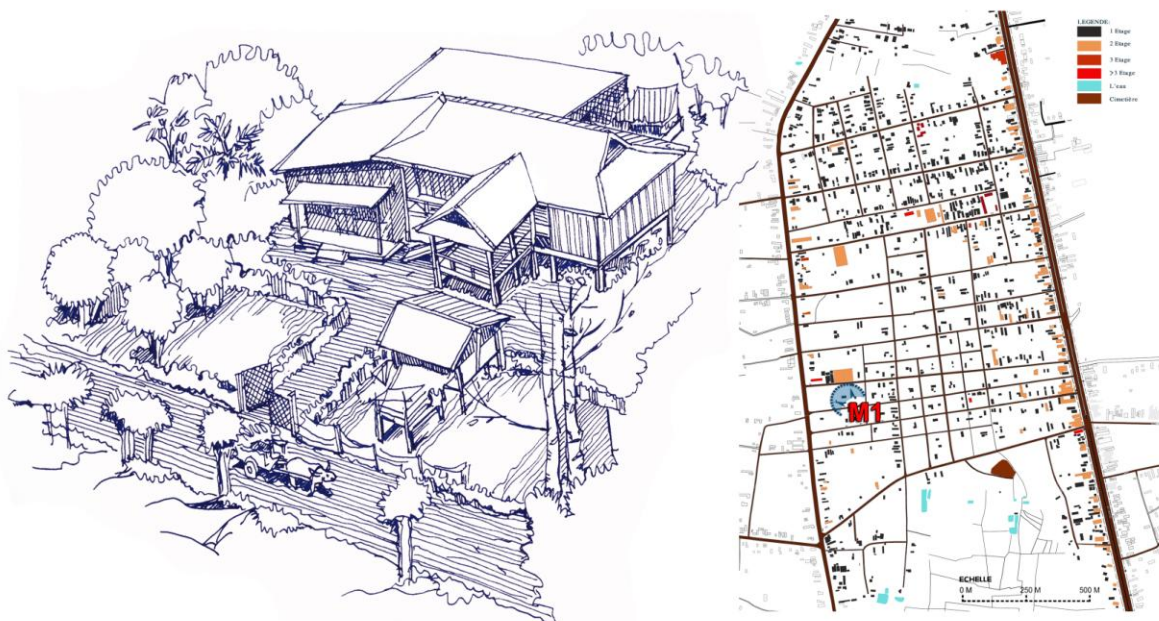 LEGENDE:
1 Etage
2 Etage
3 Etage
>3 Etage
L'eau
Cimetière
M1
ECHELLE
0 M 250 M 500 M